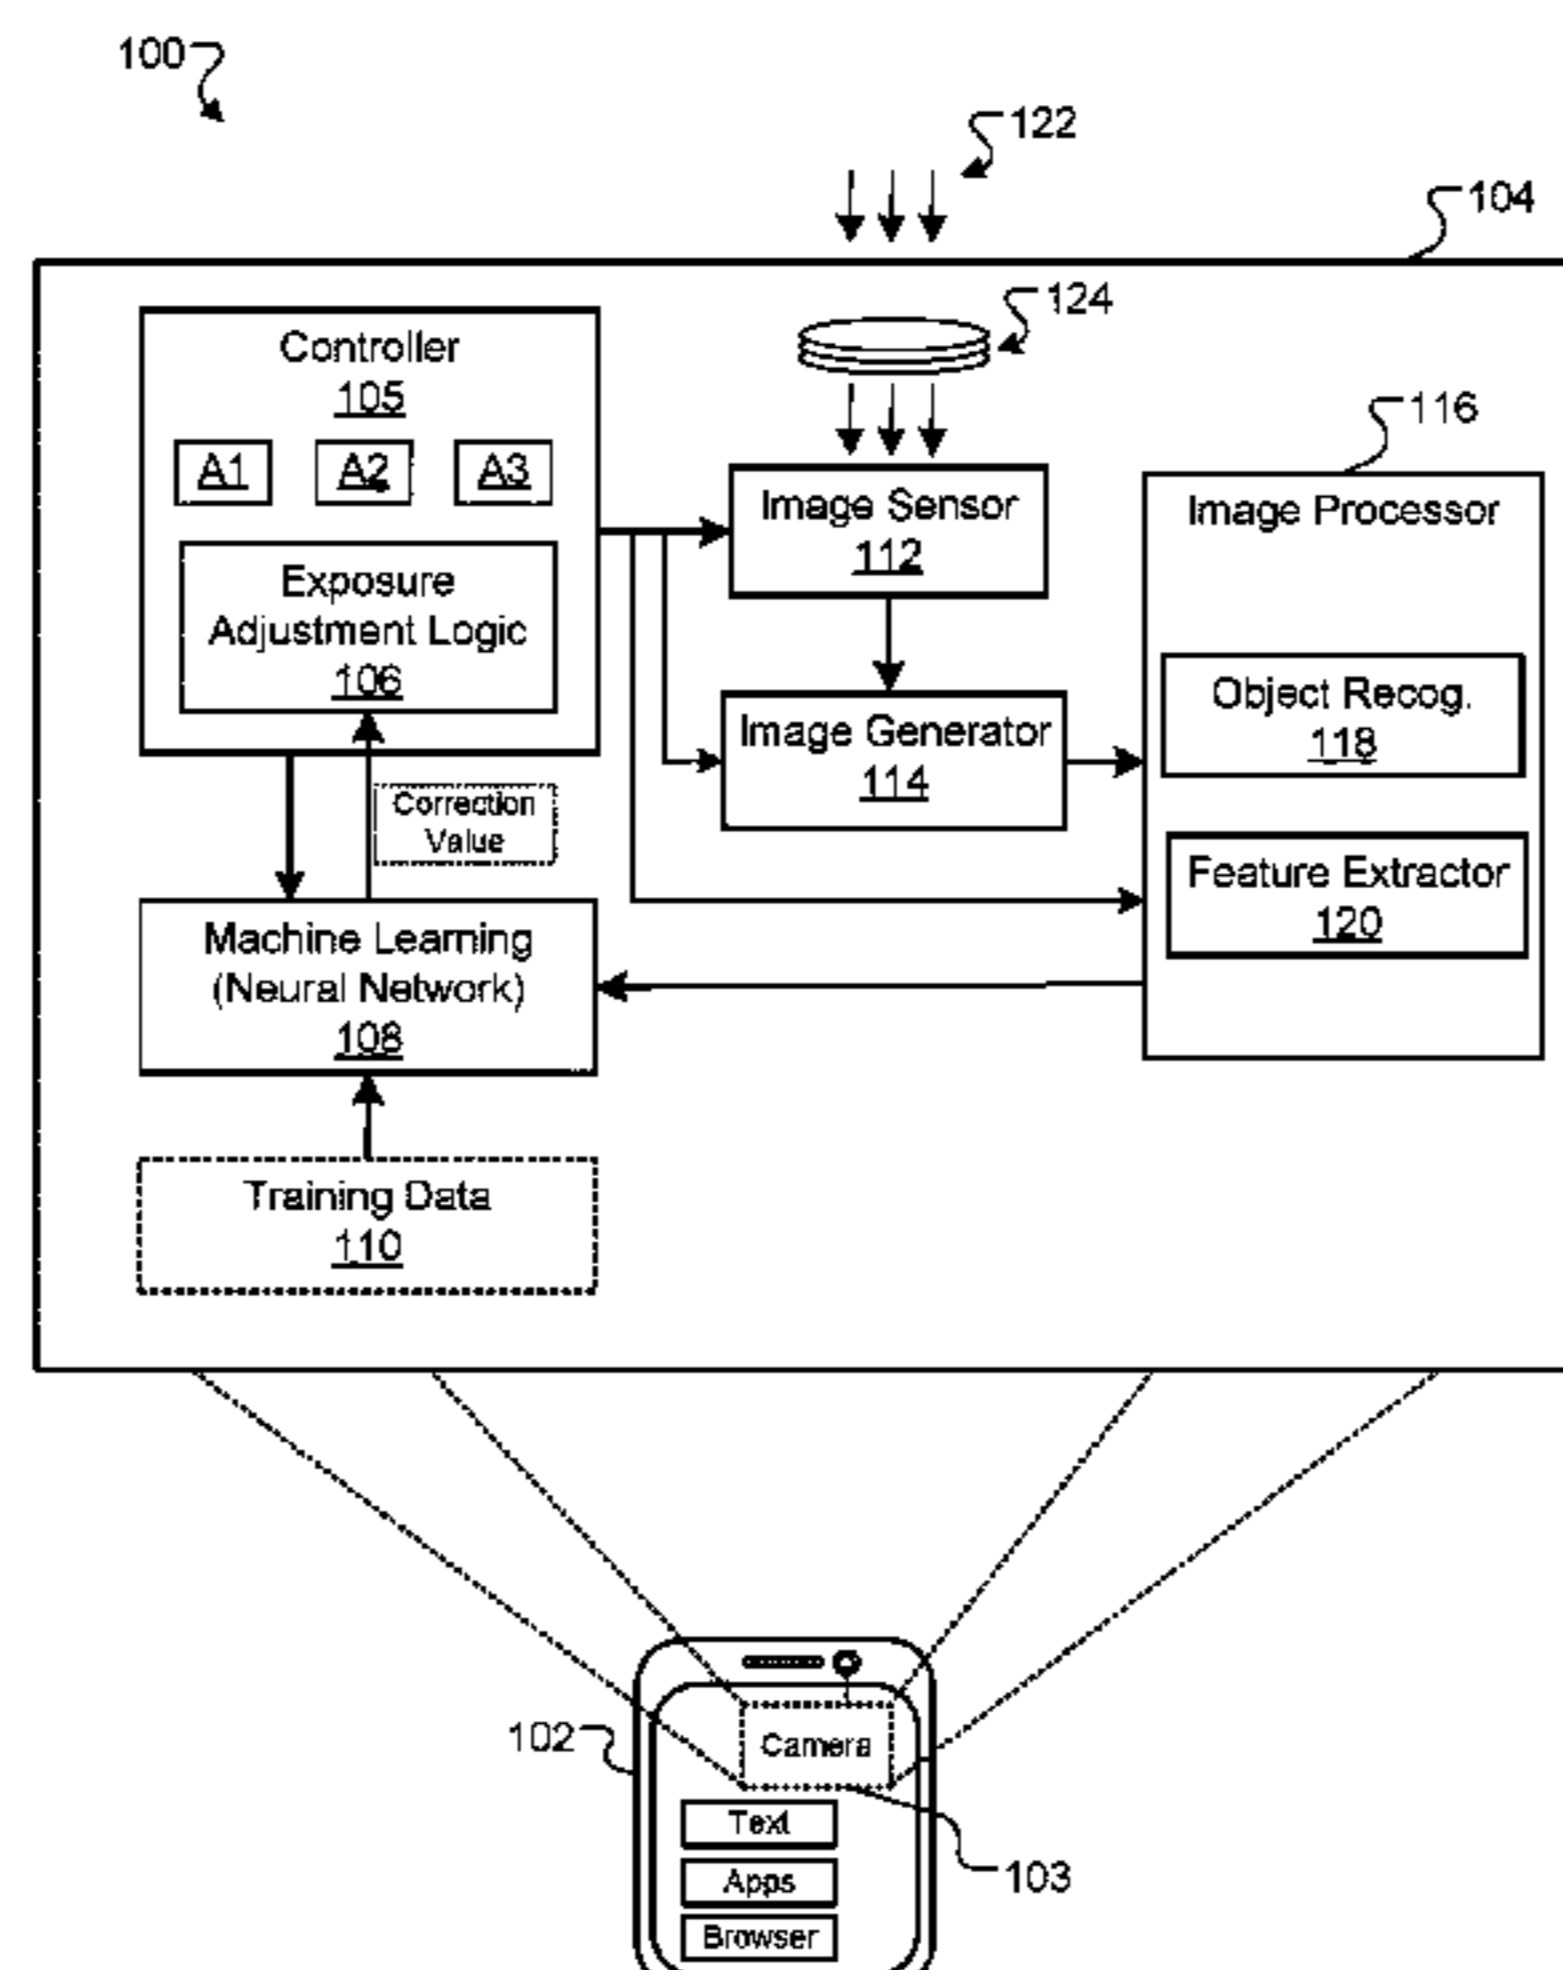 100
122
104
124
Controller
105
A1 A2 A3
116
Image Sensor
112
Image Processor
Exposure
Adjustment Logic
106
Object Recog.
118
Image Generator
114
Correction
Value
Feature Extractor
120
Machine Learning
(Neural Network)
108
Training Data
110
102
Camera
Text
103
Apps
Browser